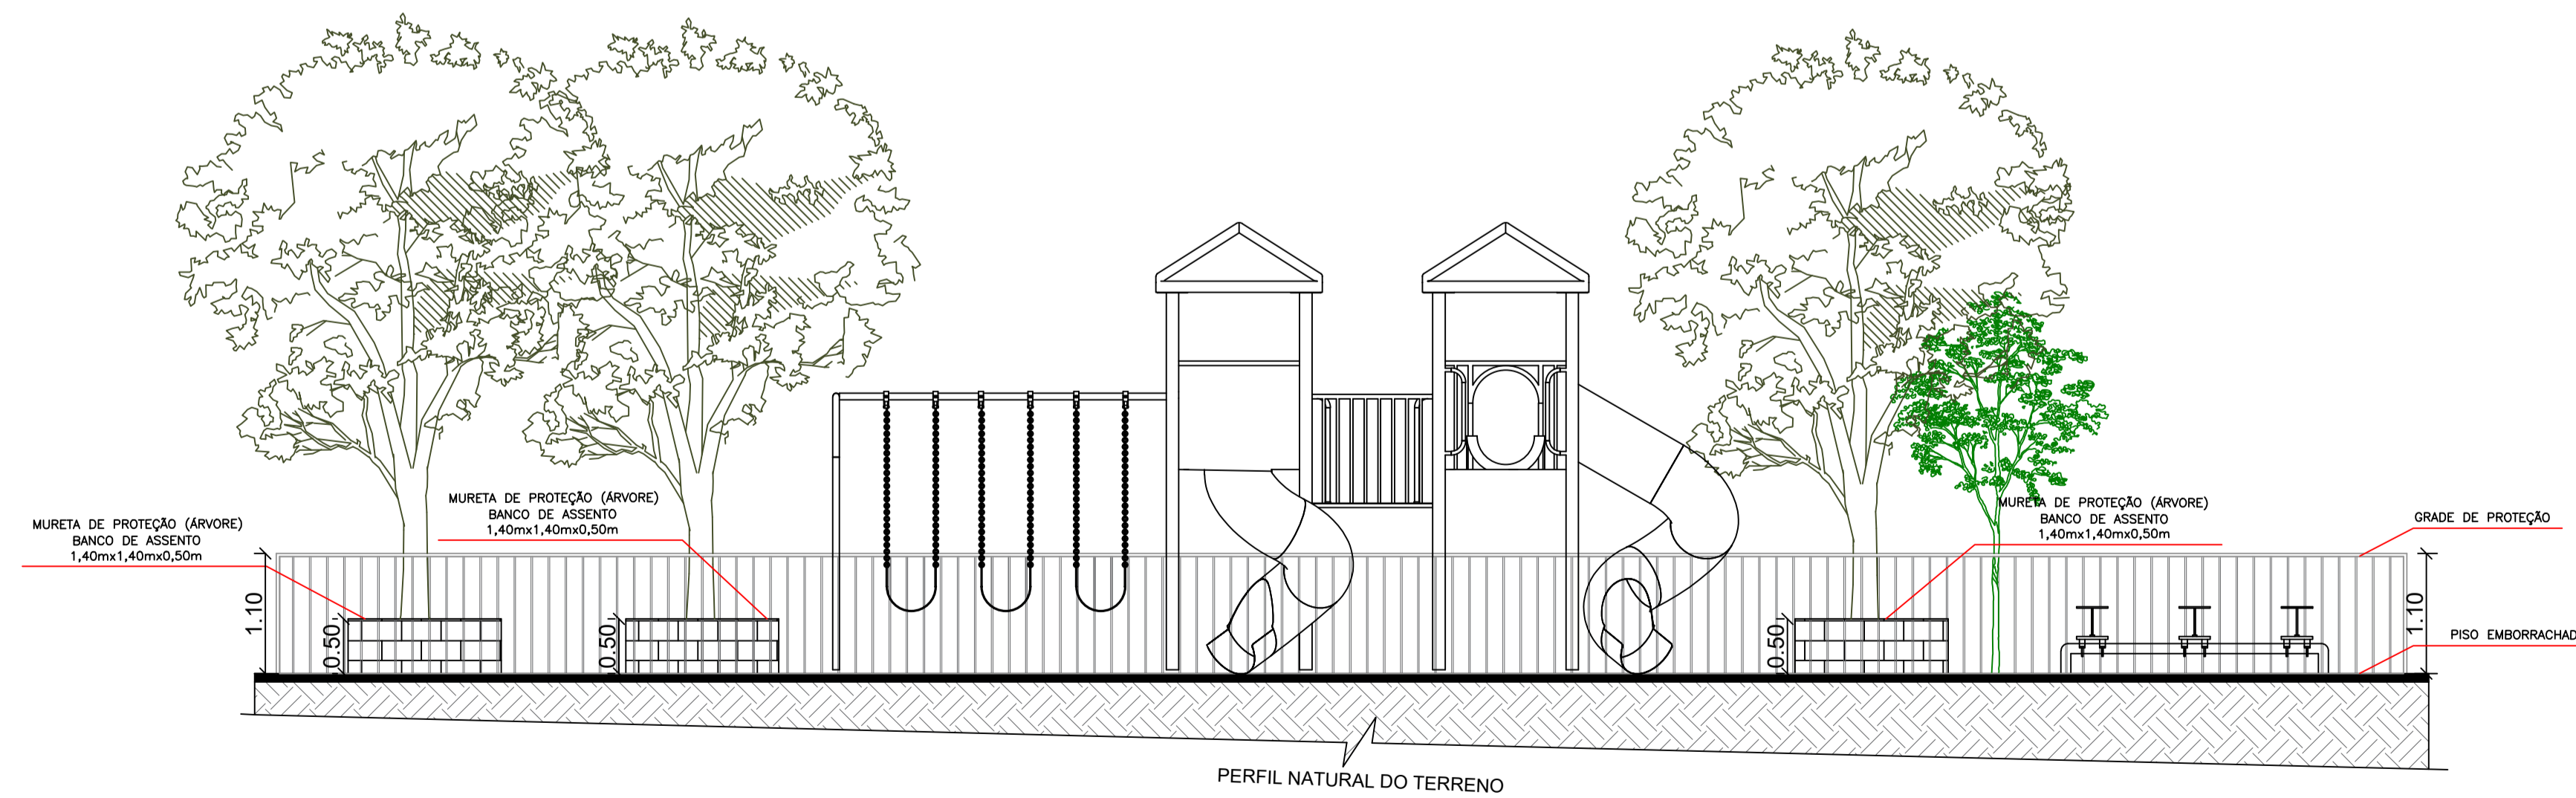 MURETA DE PROTEÇÃO (ÁRVORE)
BANCO DE ASSENTO
1,40mx1,40mx0,50m
MURETA DE PROTEÇÃO (ÁRVORE)
BANCO DE ASSENTO
1,40mx1,40mx0,50m
MURETA DE PROTEÇÃO (ÁRVORE)
BANCO DE ASSENTO
1,40mx1,40mx0,50m
GRADE DE PROTEÇÃO
PISO EMBORRACHAD
1.10
0.50
0.50
0.50
1.10
PERFIL NATURAL DO TERRENO